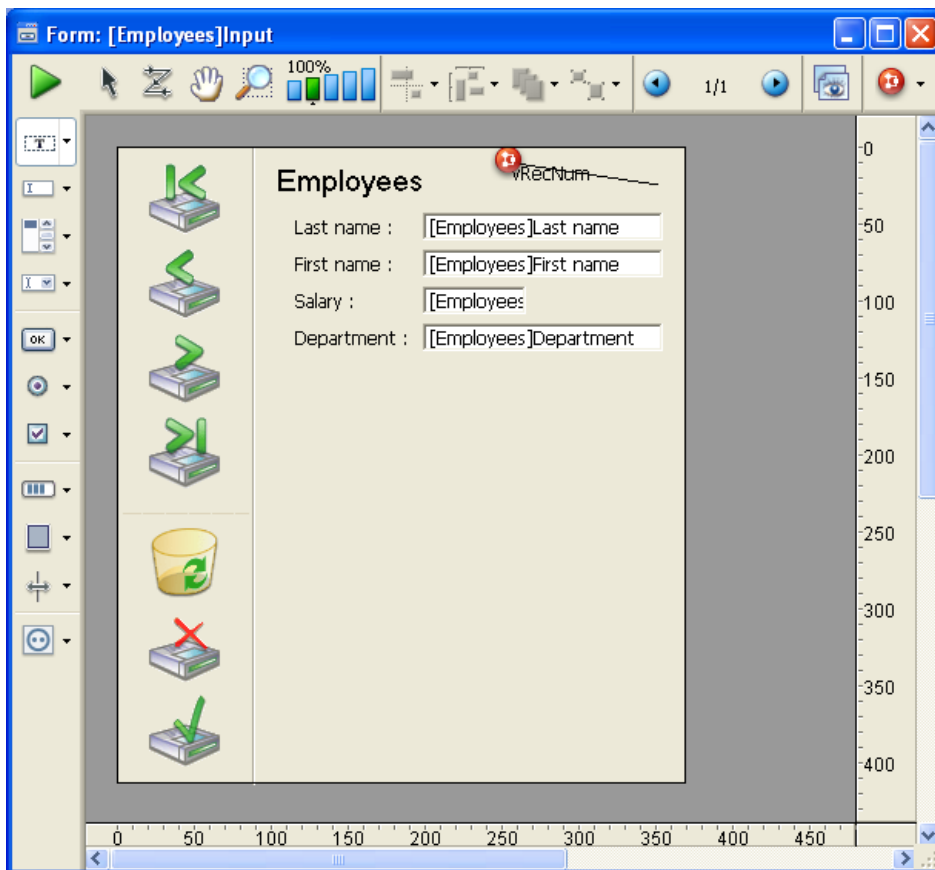 Form: [Employees]Input
100%
1/1
T
I
I
OK
Employees
vRecNum
Last name : [Employees]Last name
First name : [Employees]First name
Salary : [Employees
Department : [Employees]Department
0
50
100
150
200
250
300
350
400
0 50 100 150 200 250 300 350 400 450